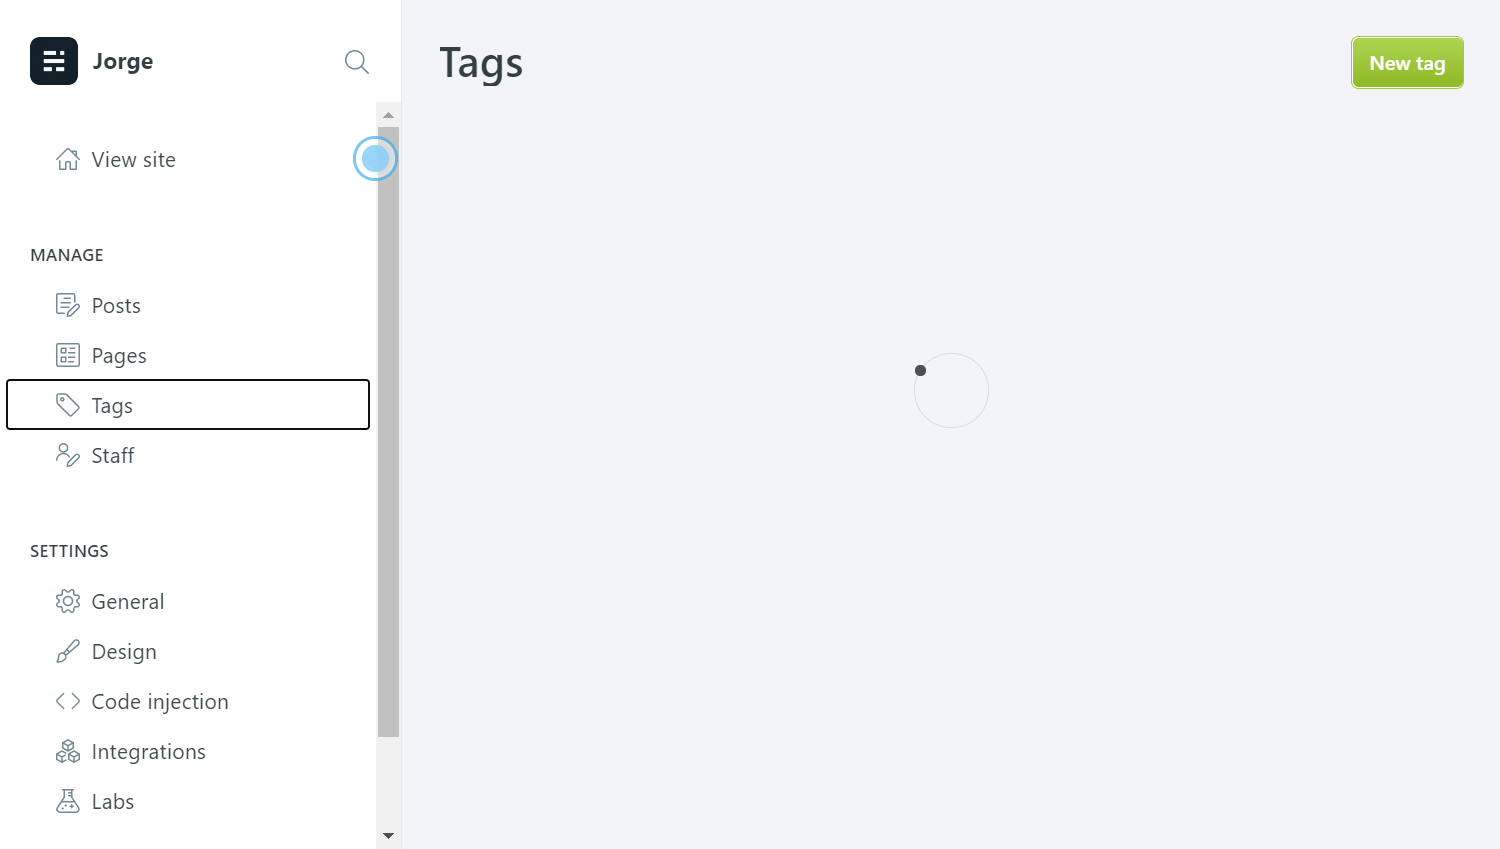 Jorge
View site
MANAGE
Posts
Pages
Tags
Staff
SETTINGS
General
Design
Code injection
Integrations
Labs
Tags
New tag